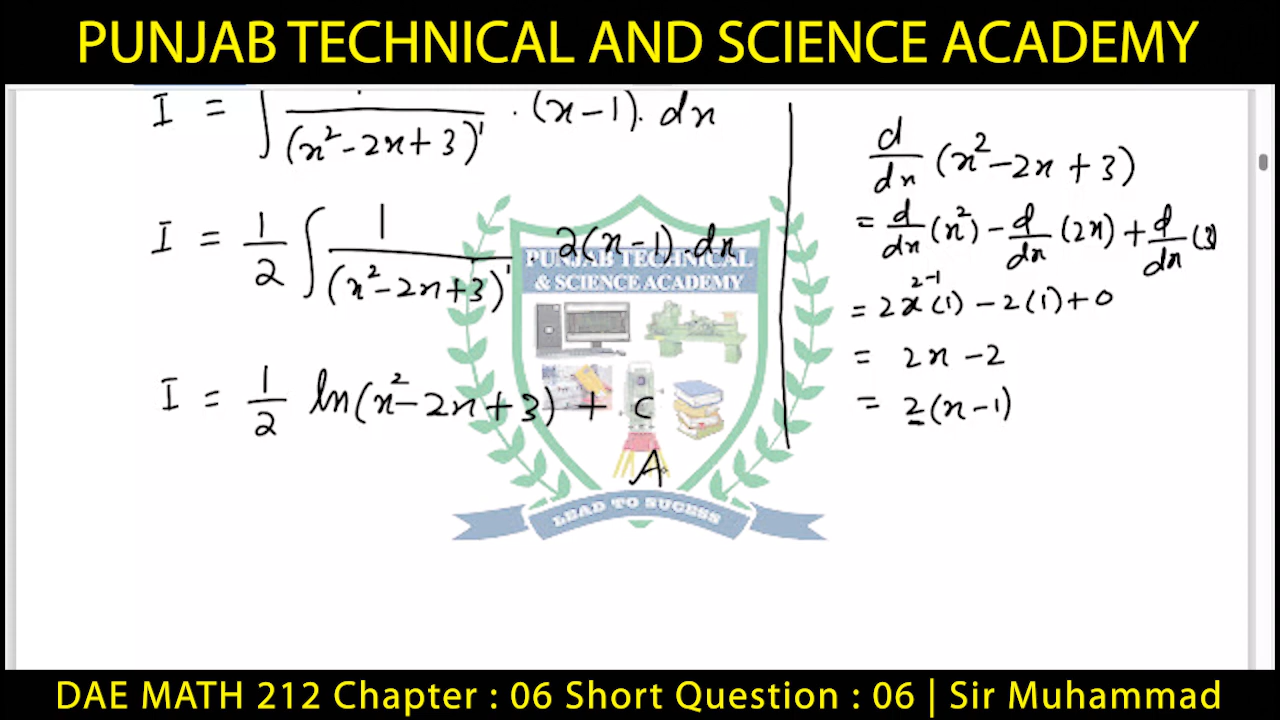 PUNJAB TECHNICAL AND SCIENCE ACADEMY
I = ∫ 1/(x²-2x+3)¹ · (x-1). dx
I = 1/2 ∫ 1/(x²-2x+3)¹ . 2(x-1).dx
I = 1/2 ln(x²-2x+3) + c
A
d/dx (x²-2x+3)
= d/dx (x²) - d/dx (2x) + d/dx (3)
= 2x²⁻¹(1) - 2(1)+0
= 2x-2
= 2(x-1)
PUNJAB TECHNICAL
& SCIENCE ACADEMY
LEAD TO SUCESS
DAE MATH 212 Chapter : 06 Short Question : 06 | Sir Muhammad